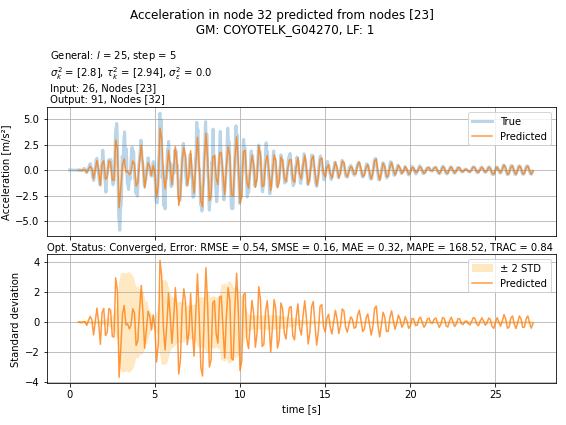 Acceleration in node 32 predicted from nodes [23]
GM: COYOTELK_G04270, LF: 1
General: l = 25, step = 5
σ²ₖ = [2.8], τ²ₖ = [2.94], σ²ε = 0.0
Input: 26, Nodes [23]
Output: 91, Nodes [32]
Acceleration [m/s²]
5.0
2.5
0.0
−2.5
−5.0
True
Predicted
Opt. Status: Converged, Error: RMSE = 0.54, SMSE = 0.16, MAE = 0.32, MAPE = 168.52, TRAC = 0.84
Standard deviation
4
2
0
−2
−4
± 2 STD
Predicted
0 5 10 15 20 25
time [s]